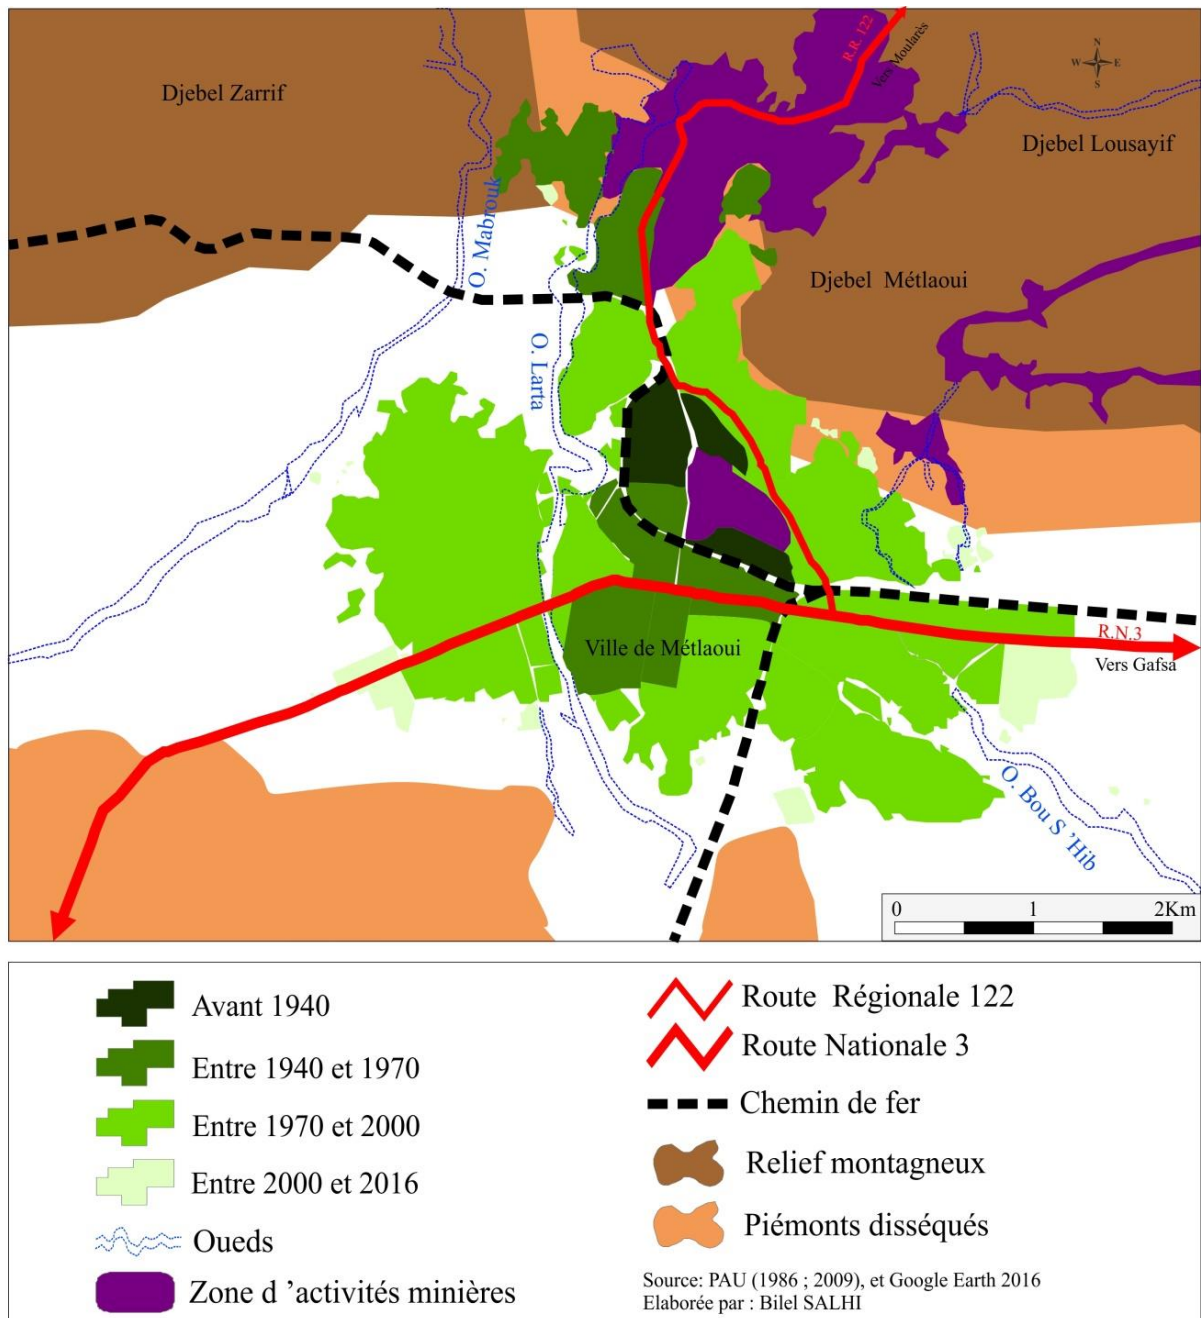 R.R. 122
Vers Moularès
N
W E
S
Djebel Zarrif
Djebel Lousayif
O. Mabrouk
Djebel Métlaoui
O. Larta
R.N.3
Ville de Métlaoui
Vers Gafsa
O. Bou S 'Hib
0 1 2Km
Avant 1940
Entre 1940 et 1970
Entre 1970 et 2000
Entre 2000 et 2016
Oueds
Zone d 'activités minières
Route Régionale 122
Route Nationale 3
Chemin de fer
Relief montagneux
Piémonts disséqués
Source: PAU (1986 ; 2009), et Google Earth 2016
Elaborée par : Bilel SALHI